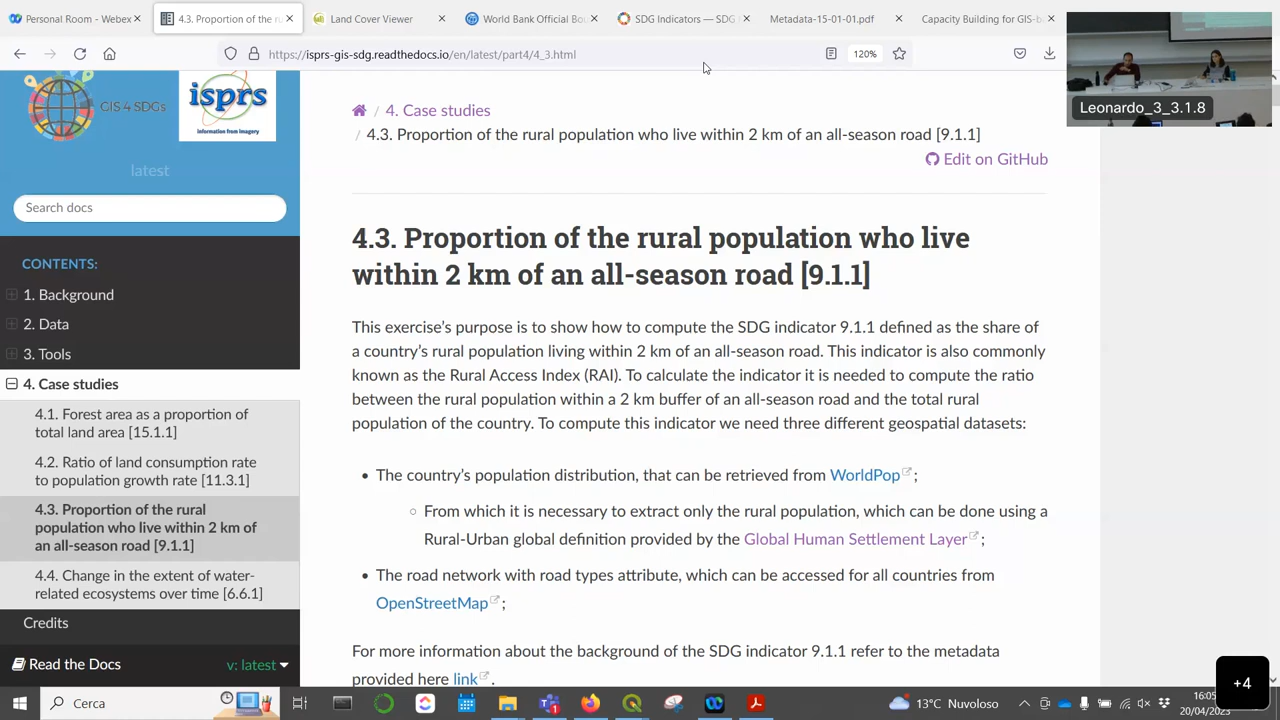 Personal Room - Webex
4.3. Proportion of the ru
Land Cover Viewer
World Bank Official Bo
SDG Indicators — SDG
Metadata-15-01-01.pdf
Capacity Building for GIS-b
https://isprs-gis-sdg.readthedocs.io/en/latest/part4/4_3.html
120%
Leonardo_3_3.1.8
GIS 4 SDGs
isprs
information from imagery
latest
Search docs
CONTENTS:
1. Background
2. Data
3. Tools
4. Case studies
4.1. Forest area as a proportion of
total land area [15.1.1]
4.2. Ratio of land consumption rate
to population growth rate [11.3.1]
4.3. Proportion of the rural
population who live within 2 km of
an all-season road [9.1.1]
4.4. Change in the extent of water-
related ecosystems over time [6.6.1]
Credits
Read the Docs
v: latest
/ 4. Case studies
/ 4.3. Proportion of the rural population who live within 2 km of an all-season road [9.1.1]
Edit on GitHub
4.3. Proportion of the rural population who live
within 2 km of an all-season road [9.1.1]
This exercise's purpose is to show how to compute the SDG indicator 9.1.1 defined as the share of
a country's rural population living within 2 km of an all-season road. This indicator is also commonly
known as the Rural Access Index (RAI). To calculate the indicator it is needed to compute the ratio
between the rural population within a 2 km buffer of an all-season road and the total rural
population of the country. To compute this indicator we need three different geospatial datasets:
• The country's population distribution, that can be retrieved from WorldPop;
◦ From which it is necessary to extract only the rural population, which can be done using a
Rural-Urban global definition provided by the Global Human Settlement Layer;
• The road network with road types attribute, which can be accessed for all countries from
OpenStreetMap;
For more information about the background of the SDG indicator 9.1.1 refer to the metadata
provided here link.
+4
Cerca
13°C Nuvoloso
16:05
20/04/2023